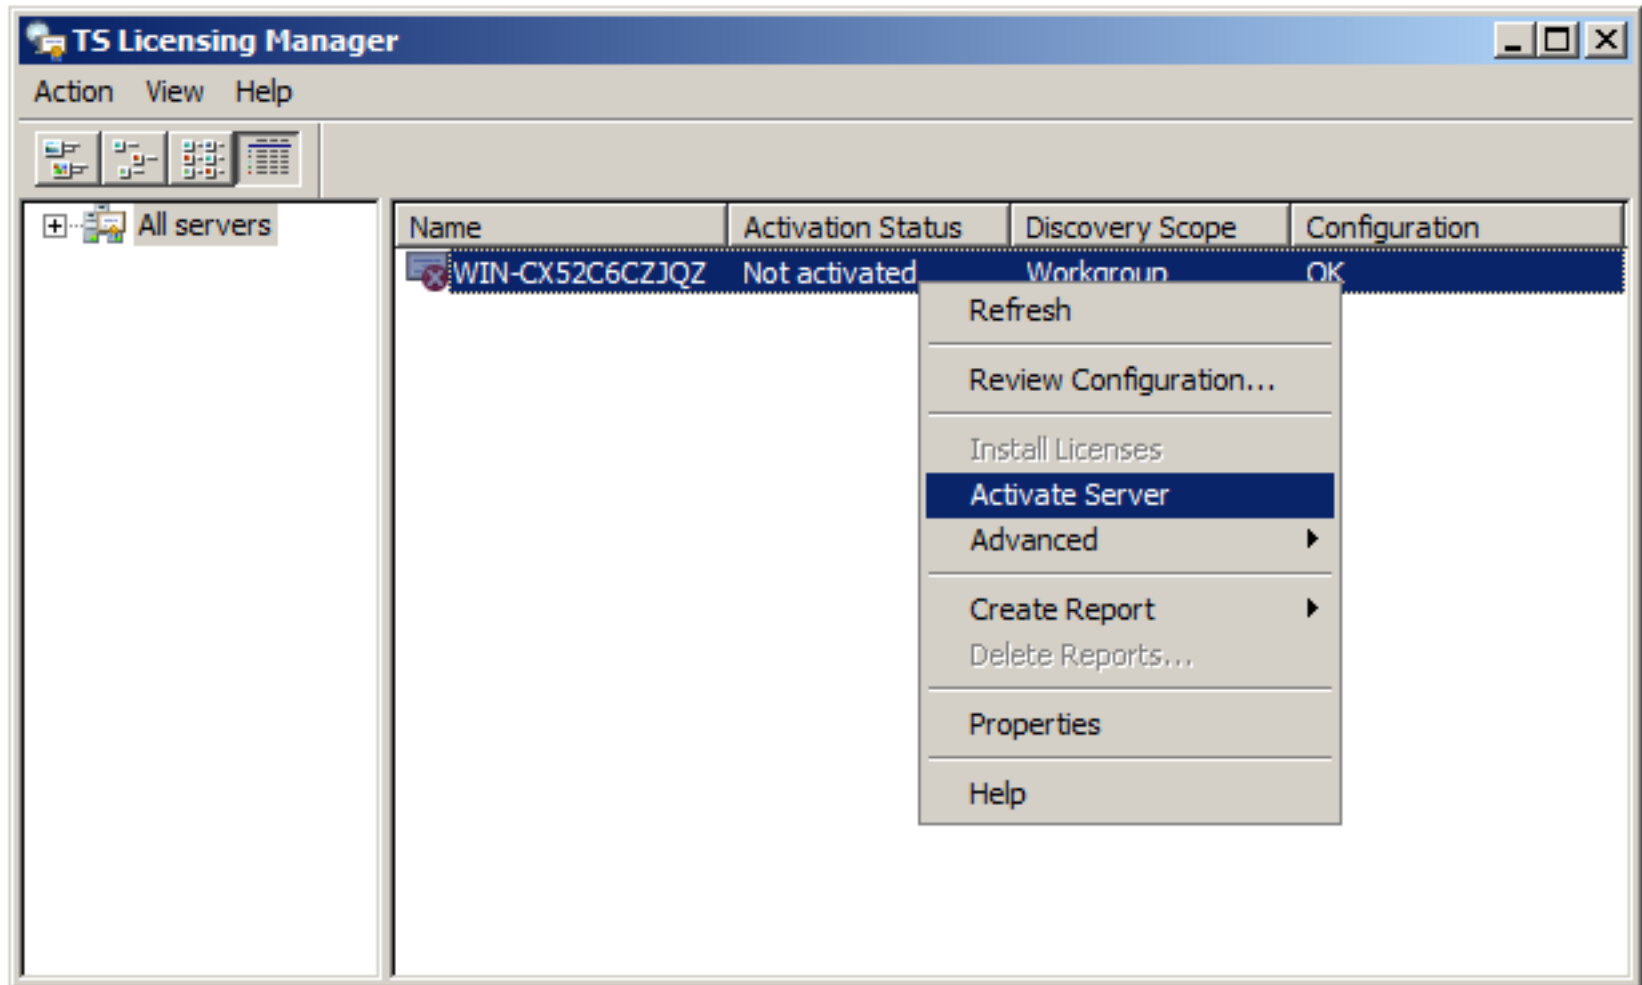 TS Licensing Manager
Action View Help
All servers
Name Activation Status Discovery Scope Configuration
WIN-CX52C6CZJQZ Not activated Workgroup OK
Refresh
Review Configuration...
Install Licenses
Activate Server
Advanced
Create Report
Delete Reports...
Properties
Help